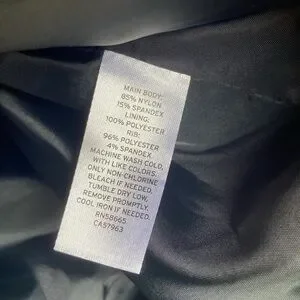 MAIN BODY:
85% NYLON
15% SPANDEX
LINING:
100% POLYESTER
RIB:
96% POLYESTER
4% SPANDEX
MACHINE WASH COLD,
WITH LIKE COLORS.
ONLY NON-CHLORINE
BLEACH IF NEEDED.
TUMBLE DRY LOW,
REMOVE PROMPTLY.
COOL IRON IF NEEDED.
RN58665
CA57963